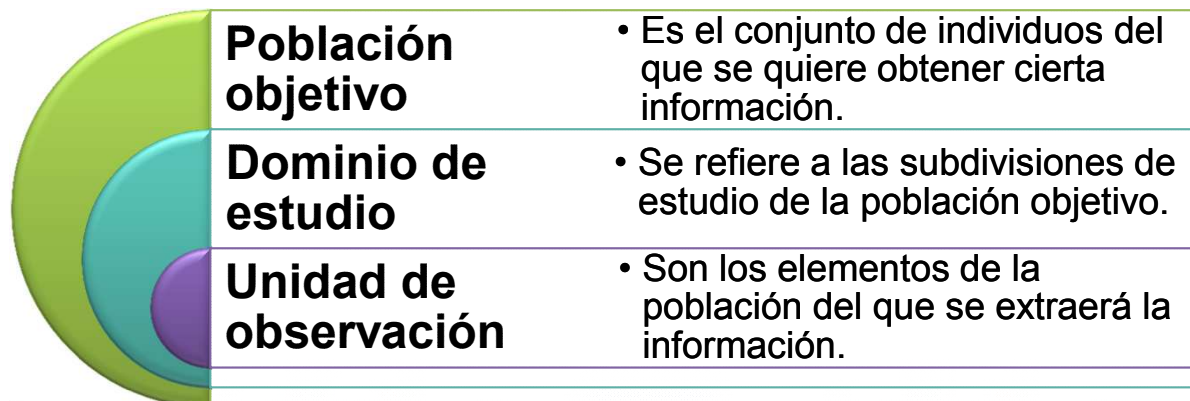 Población
objetivo
• Es el conjunto de individuos del
que se quiere obtener cierta
información.
Dominio de
estudio
• Se refiere a las subdivisiones de
estudio de la población objetivo.
Unidad de
observación
• Son los elementos de la
población del que se extraerá la
información.